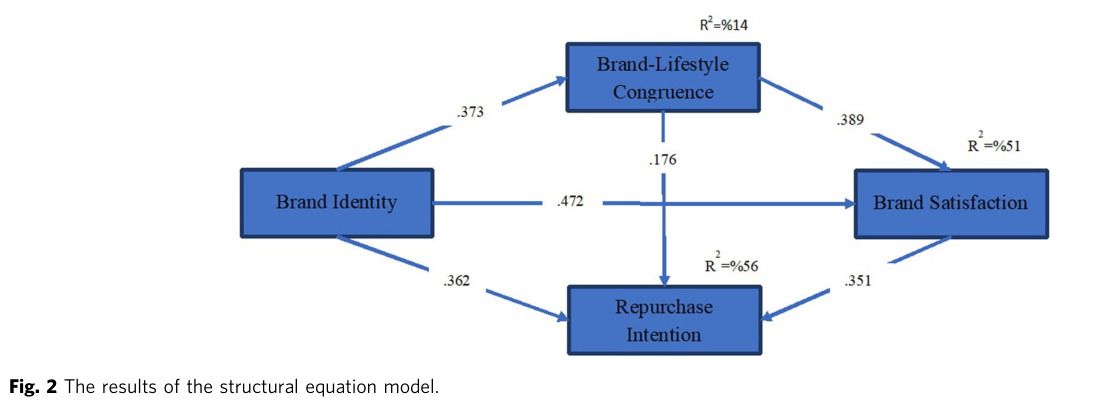 R²=%14
Brand-Lifestyle
Congruence
.373
.389
R²=%51
.176
Brand Identity
.472
Brand Satisfaction
R²=%56
.362
.351
Repurchase
Intention
Fig. 2 The results of the structural equation model.